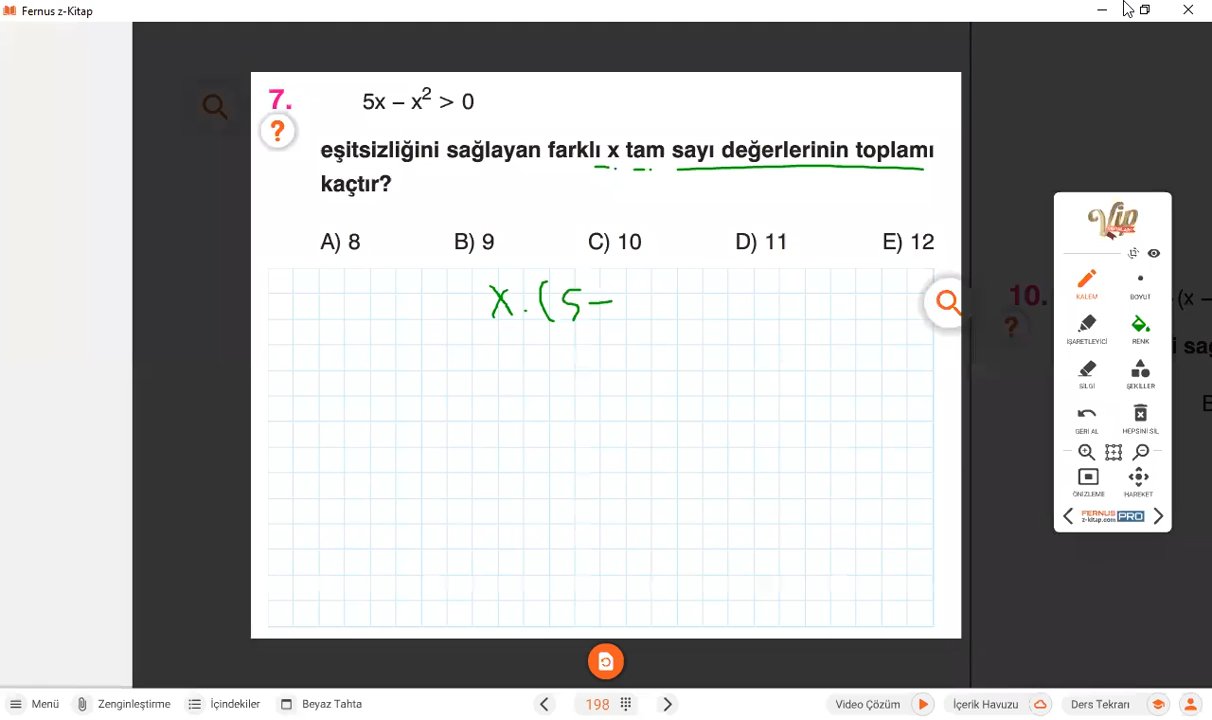 Fernus z-Kitap
7. 5x – x² > 0
?
eşitsizliğini sağlayan farklı x tam sayı değerlerinin toplamı
kaçtır?
A) 8 B) 9 C) 10 D) 11 E) 12
x . ( 5 –
10. (x –
?
i sa
E
Vip
KALEM BOYUT
İŞARETLEYİCİ RENK
SİLGİ ŞEKİLLER
GERİ AL HEPSİNİ SİL
ÖNİZLEME HAREKET
FERNUS
z-kitap.com PRO
Menü Zenginleştirme İçindekiler Beyaz Tahta 198 Video Çözüm İçerik Havuzu Ders Tekrarı